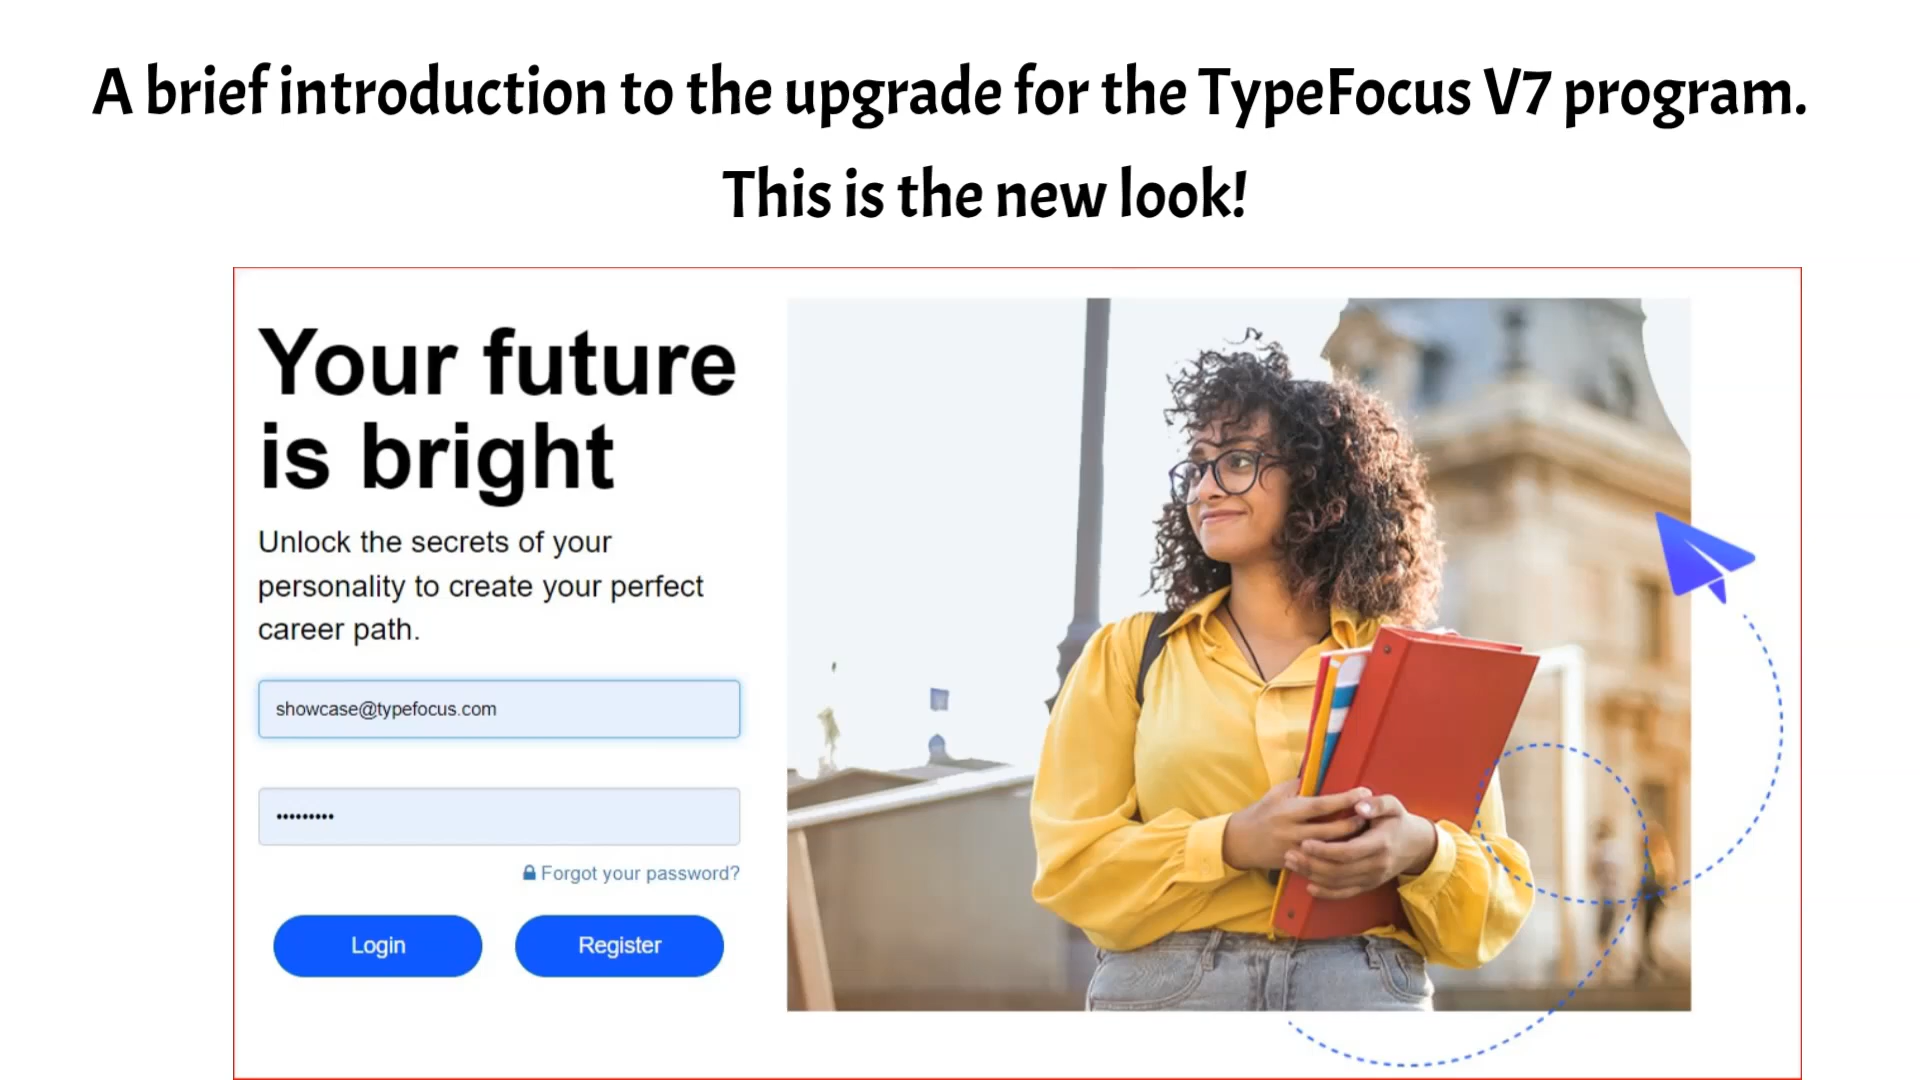 A brief introduction to the upgrade for the TypeFocus V7 program.
This is the new look!
Your future
is bright
Unlock the secrets of your
personality to create your perfect
career path.
showcase@typefocus.com
•••••••••
Forgot your password?
Login
Register